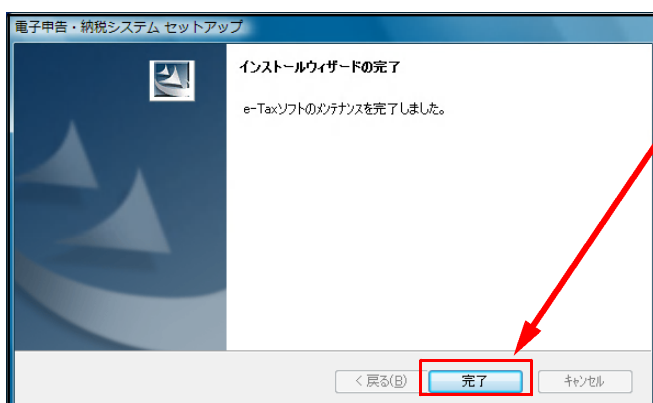 電子申告・納税システム セットアップ
インストールウィザードの完了
e-Taxソフトのメンテナンスを完了しました。
< 戻る(B)
完了
キャンセル